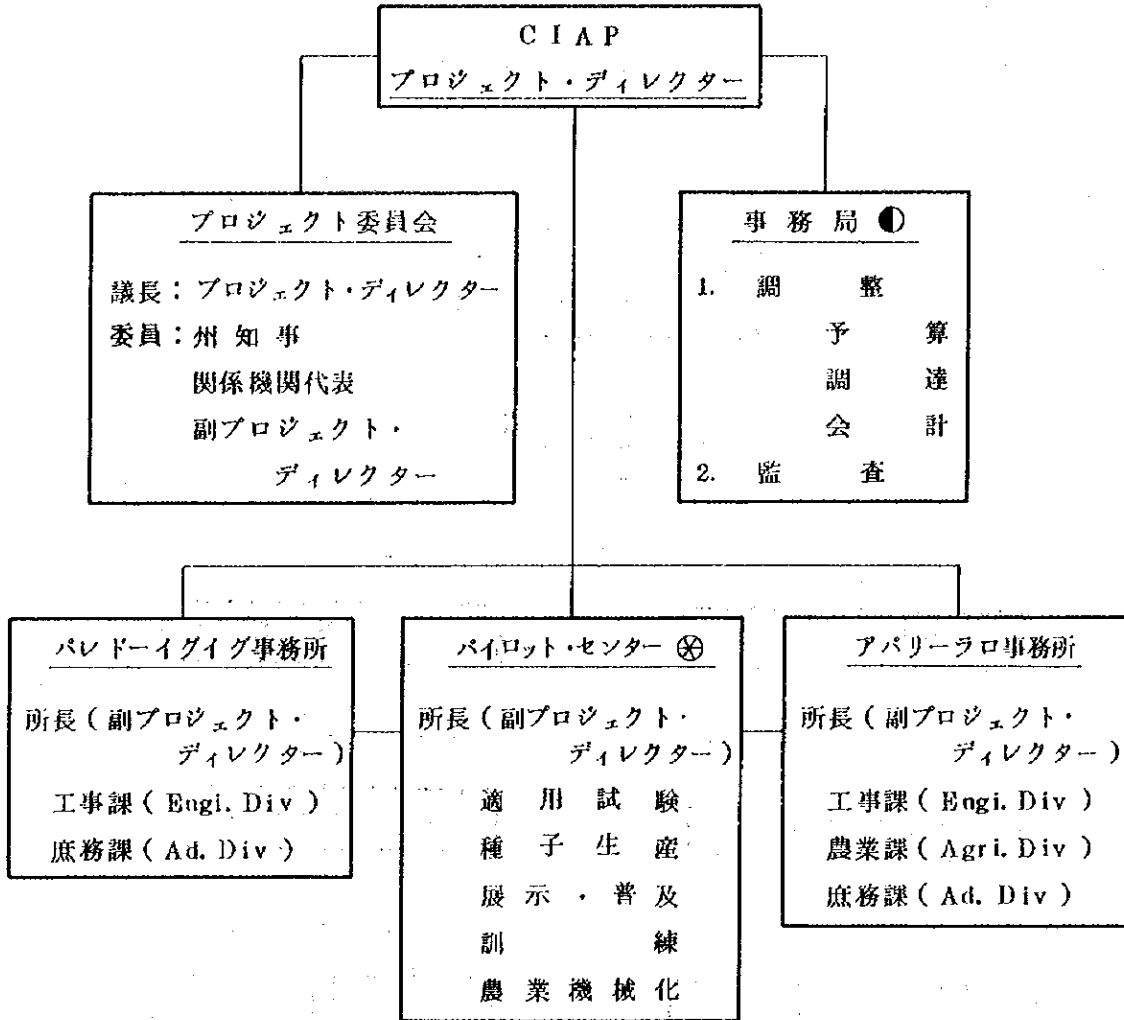 CIAP
プロジェクト・ディレクター
プロジェクト委員会
議長：プロジェクト・ディレクター
委員：州知事
関係機関代表
副プロジェクト・
ディレクター
事務局 ◐
1. 調整
予算
調達
会計
2. 監査
パレドーイグイグ事務所
所長（副プロジェクト・
ディレクター）
工事課（Engi. Div）
庶務課（Ad. Div）
パイロット・センター
所長（副プロジェクト・
ディレクター）
適用試験
種子生産
展示・普及
訓練
農業機械化
アパリーラロ事務所
所長（副プロジェクト・
ディレクター）
工事課（Engi. Div）
農業課（Agri. Div）
庶務課（Ad. Div）